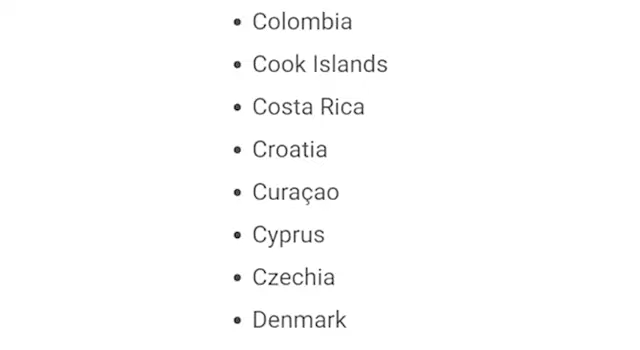 • Colombia
• Cook Islands
• Costa Rica
• Croatia
• Curaçao
• Cyprus
• Czechia
• Denmark